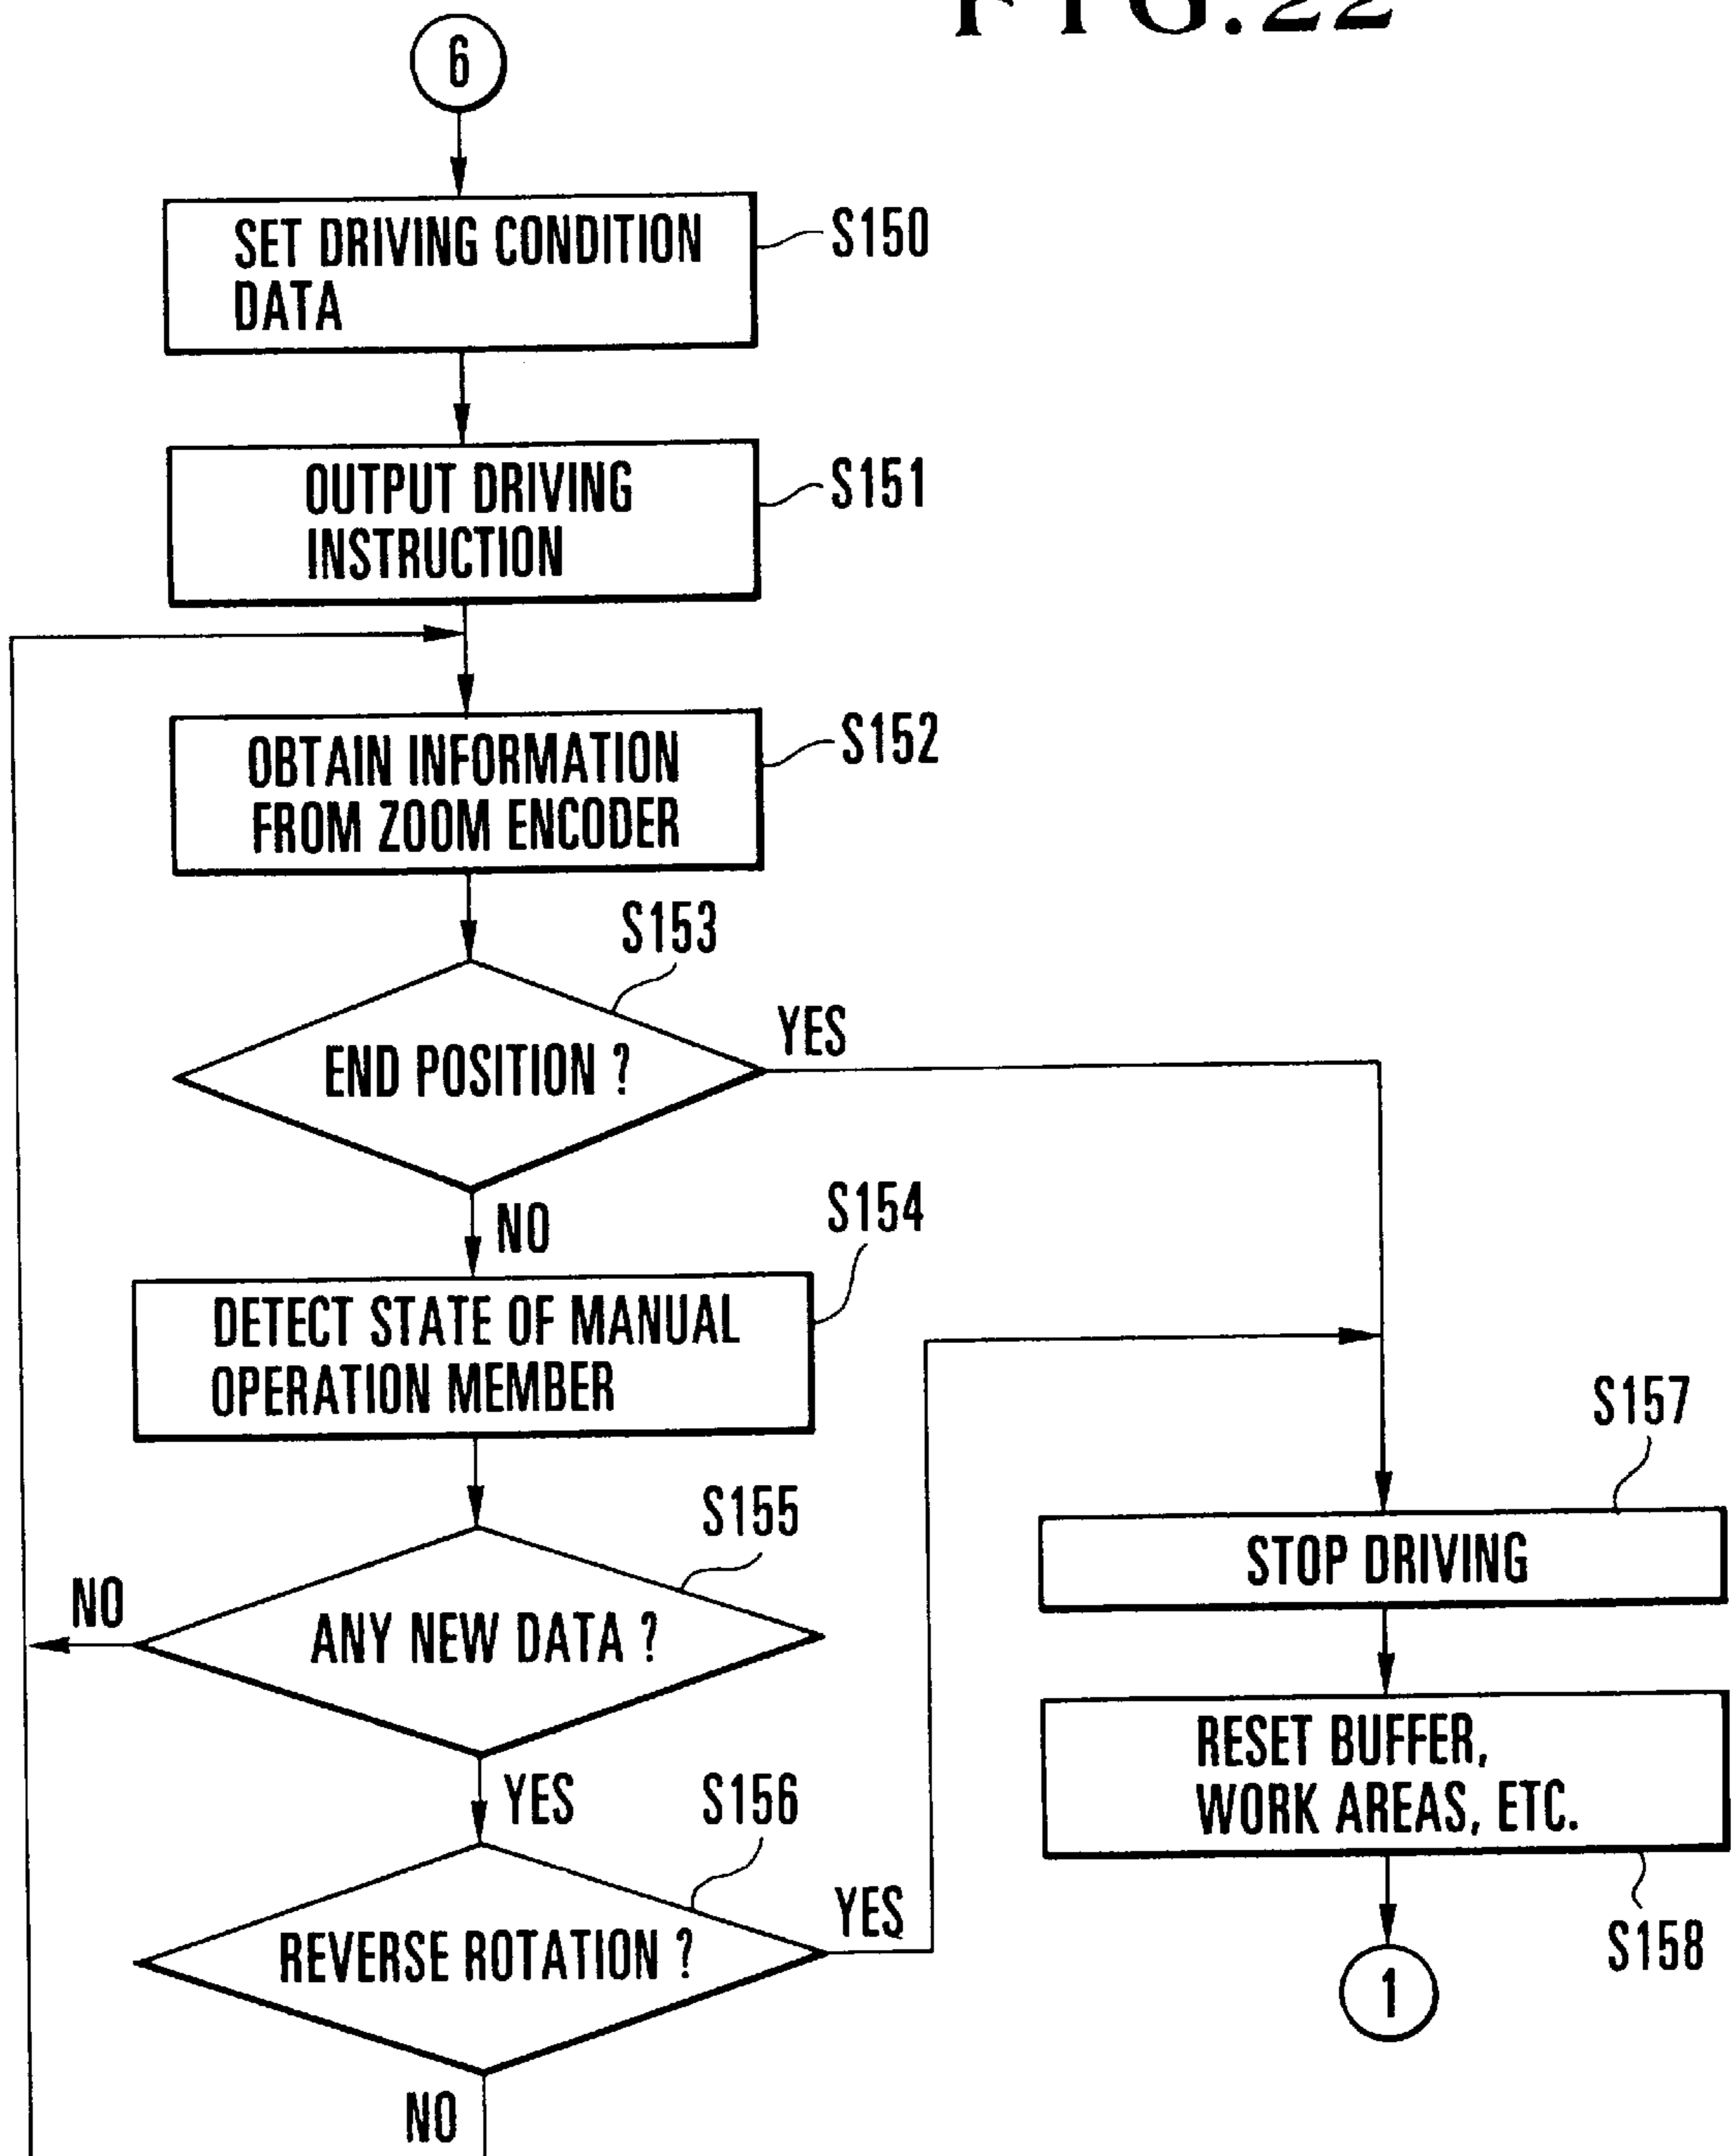 FIG.22
6
SET DRIVING CONDITION
DATA
S150
OUTPUT DRIVING
INSTRUCTION
S151
OBTAIN INFORMATION
FROM ZOOM ENCODER
S152
S153
END POSITION ?
YES
NO
S154
DETECT STATE OF MANUAL
OPERATION MEMBER
S155
ANY NEW DATA ?
NO
YES
S156
REVERSE ROTATION ?
YES
NO
S157
STOP DRIVING
RESET BUFFER,
WORK AREAS, ETC.
S158
1